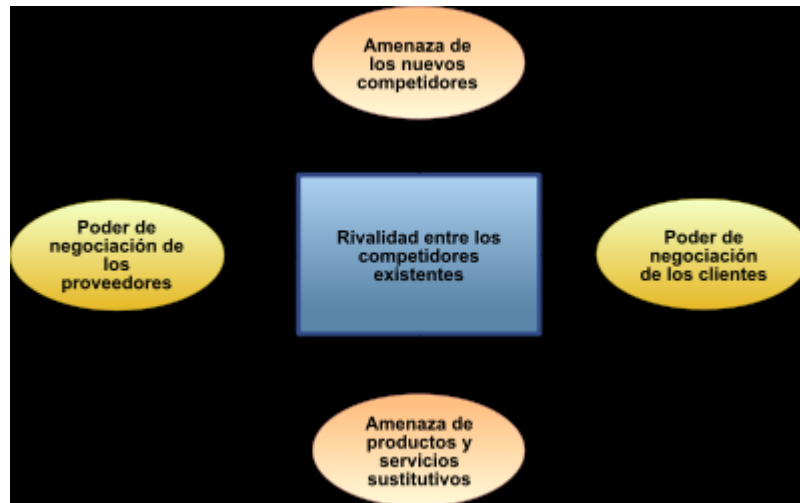 Amenaza de
los nuevos
competidores
Poder de
negociación de
los
proveedores
Rivalidad entre los
competidores
existentes
Poder de
negociación
de los clientes
Amenaza de
productos y
servicios
sustitutivos